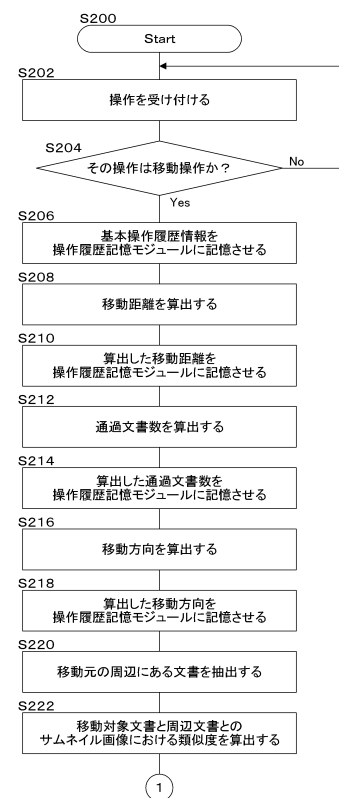 S200
Start
S202
操作を受け付ける
S204
その操作は移動操作か？
No
Yes
S206
基本操作履歴情報を
操作履歴記憶モジュールに記憶させる
S208
移動距離を算出する
S210
算出した移動距離を
操作履歴記憶モジュールに記憶させる
S212
通過文書数を算出する
S214
算出した通過文書数を
操作履歴記憶モジュールに記憶させる
S216
移動方向を算出する
S218
算出した移動方向を
操作履歴記憶モジュールに記憶させる
S220
移動元の周辺にある文書を抽出する
S222
移動対象文書と周辺文書との
サムネイル画像における類似度を算出する
1